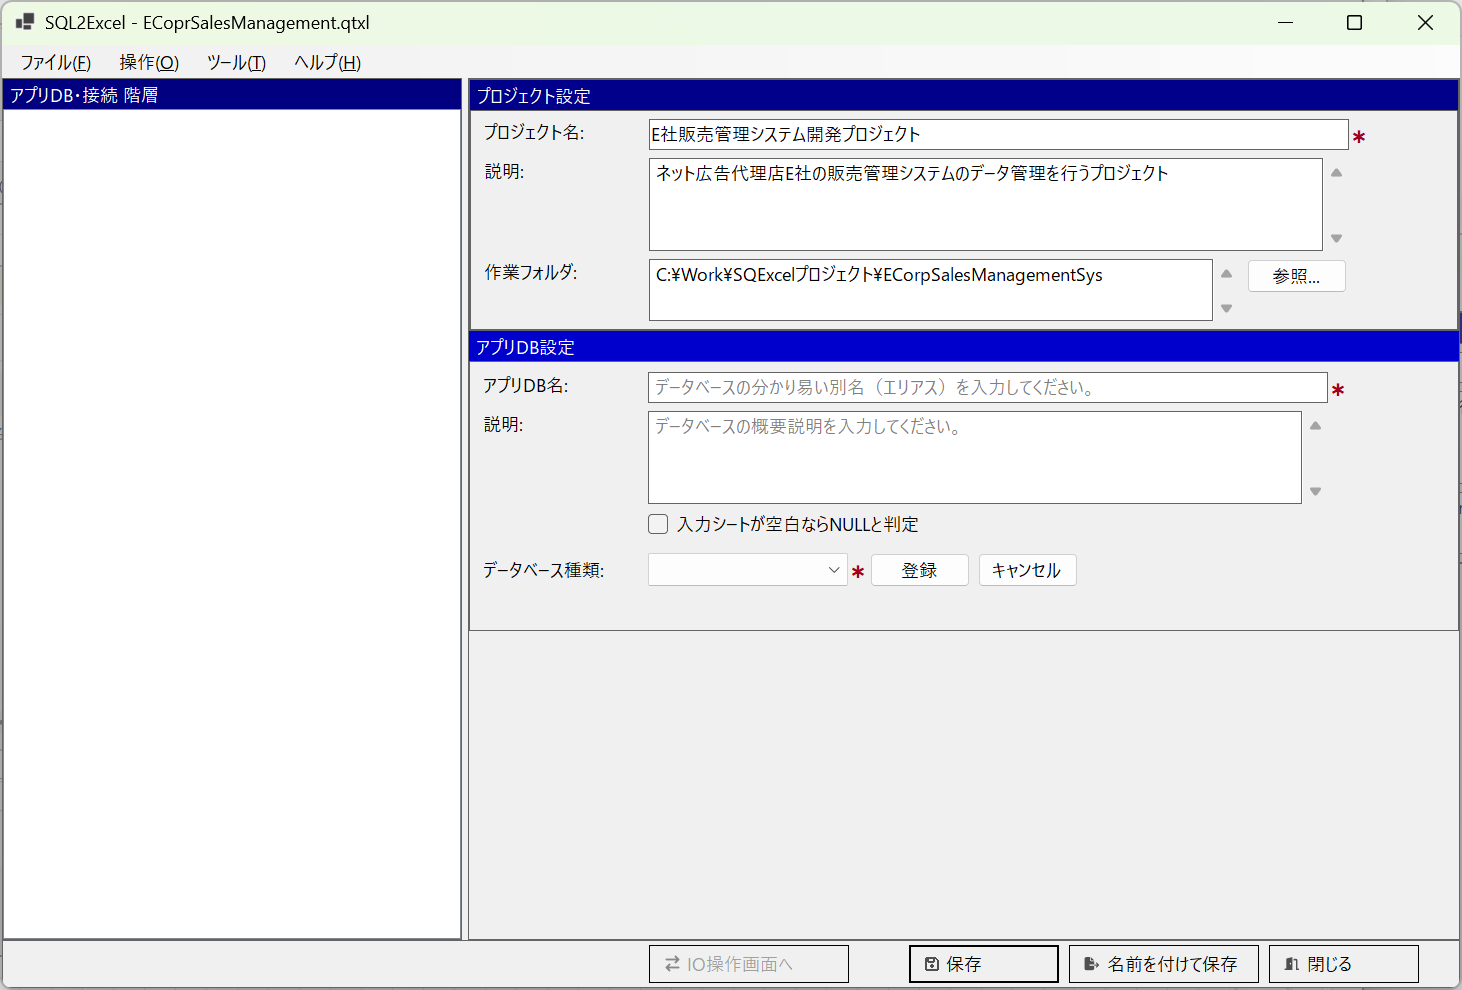 SQL2Excel - ECoprSalesManagement.qtxl
ファイル(F) 操作(O) ツール(T) ヘルプ(H)
アプリDB・接続 階層
プロジェクト設定
プロジェクト名: E社販売管理システム開発プロジェクト *
説明: ネット広告代理店E社の販売管理システムのデータ管理を行うプロジェクト
作業フォルダ: C:¥Work¥SQExcelプロジェクト¥ECorpSalesManagementSys 参照...
アプリDB設定
アプリDB名: データベースの分かり易い別名（エリアス）を入力してください。 *
説明: データベースの概要説明を入力してください。
入力シートが空白ならNULLと判定
データベース種類: * 登録 キャンセル
IO操作画面へ 保存 名前を付けて保存 閉じる